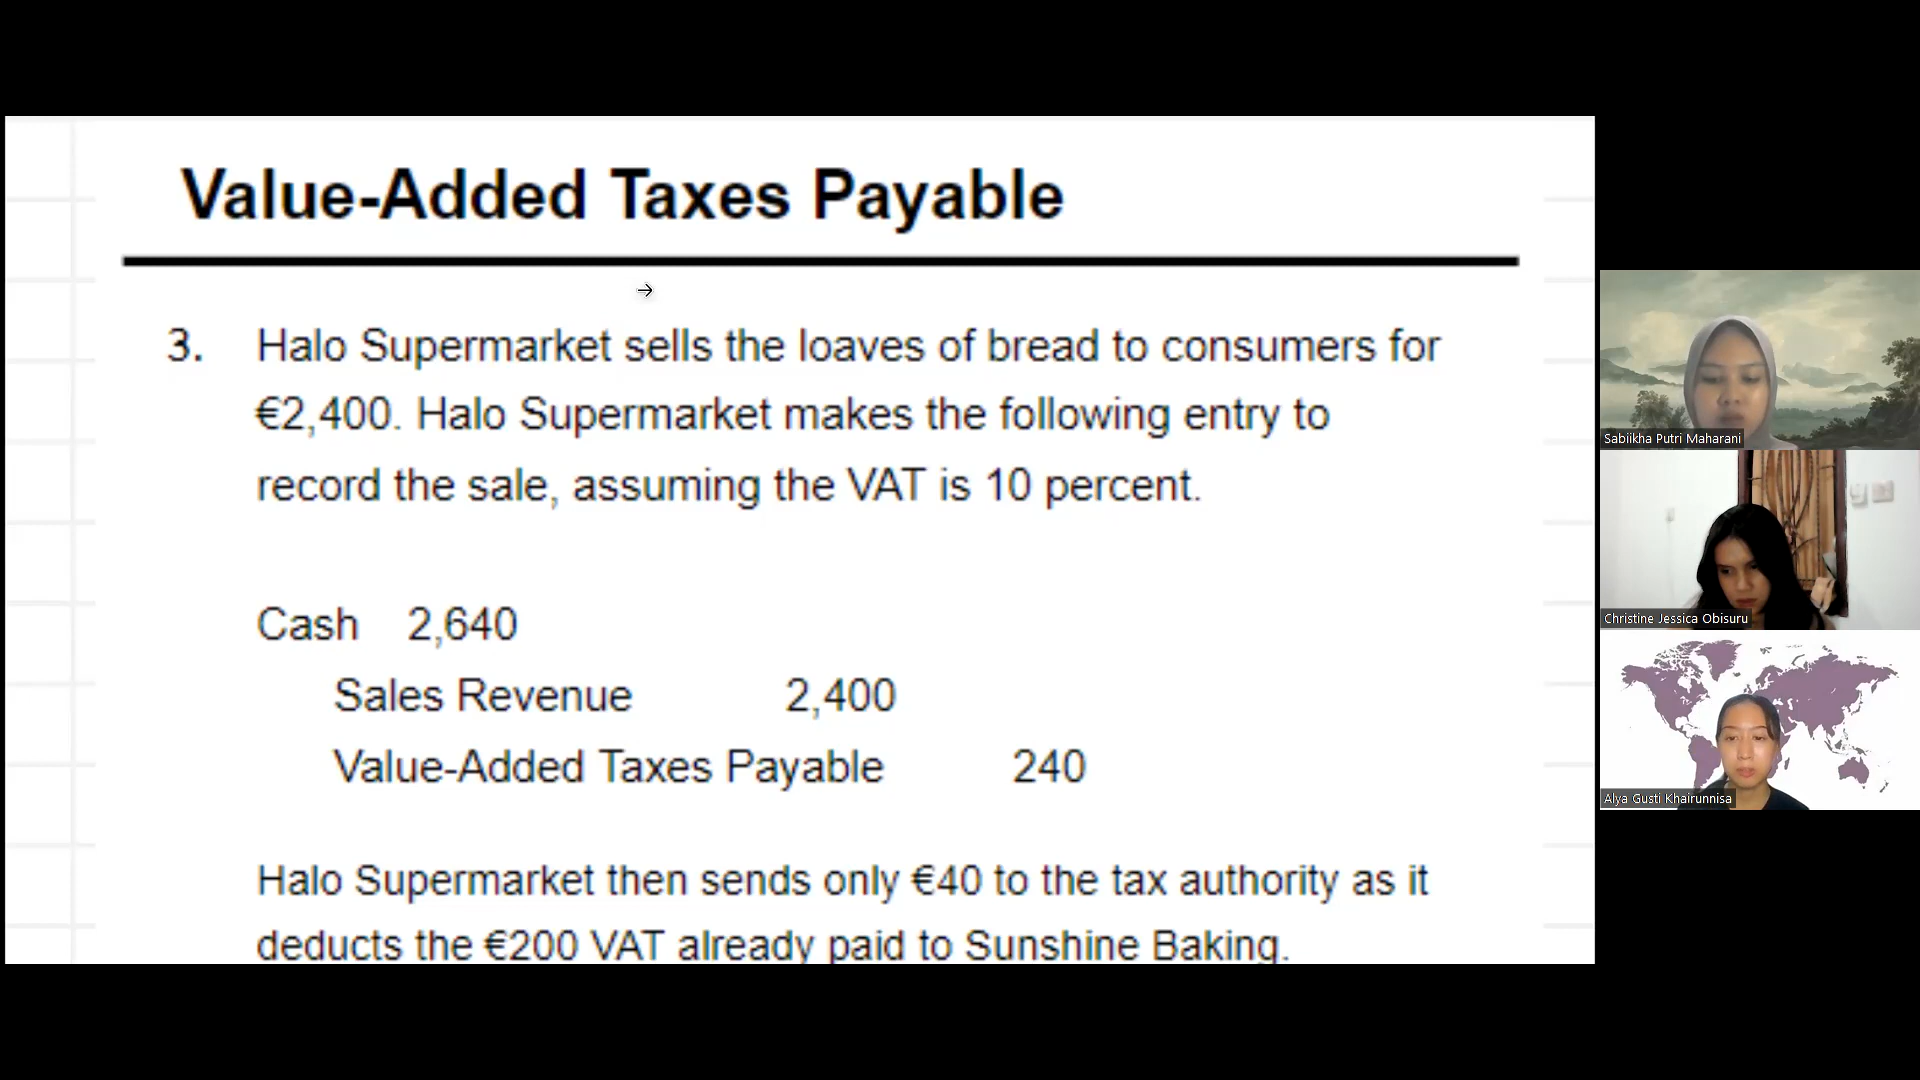 Value-Added Taxes Payable
3. Halo Supermarket sells the loaves of bread to consumers for
€2,400. Halo Supermarket makes the following entry to
record the sale, assuming the VAT is 10 percent.
Cash 2,640
Sales Revenue 2,400
Value-Added Taxes Payable 240
Halo Supermarket then sends only €40 to the tax authority as it
deducts the €200 VAT already paid to Sunshine Baking.
Sabiikha Putri Maharani
Christine Jessica Obisuru
Alya Gusti Khairunnisa